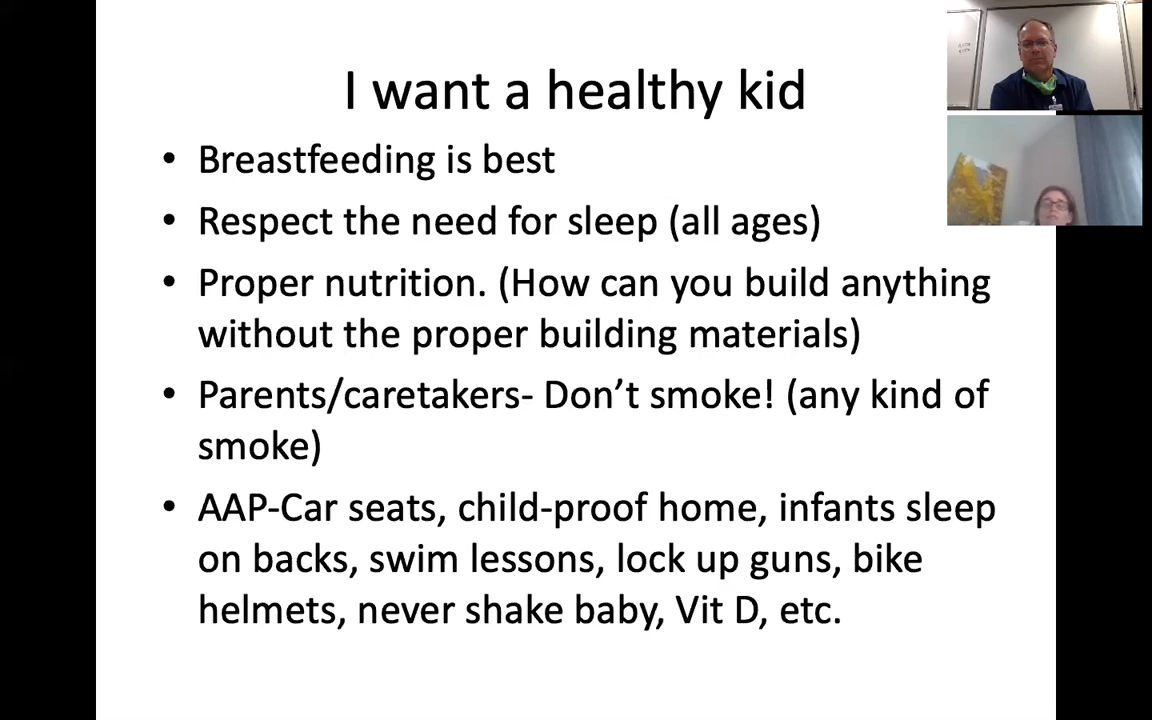 I want a healthy kid
• Breastfeeding is best
• Respect the need for sleep (all ages)
• Proper nutrition. (How can you build anything
without the proper building materials)
• Parents/caretakers- Don’t smoke! (any kind of
smoke)
• AAP-Car seats, child-proof home, infants sleep
on backs, swim lessons, lock up guns, bike
helmets, never shake baby, Vit D, etc.